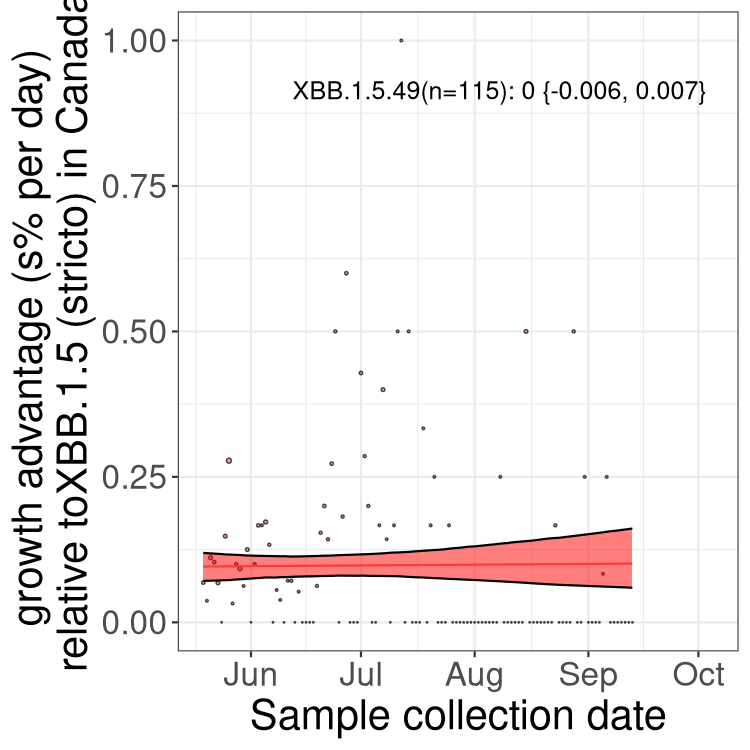 growth advantage (s% per day)
relative toXBB.1.5 (stricto) in Canada
1.00
0.75
0.50
0.25
0.00
XBB.1.5.49(n=115): 0 {-0.006, 0.007}
Jun Jul Aug Sep Oct
Sample collection date